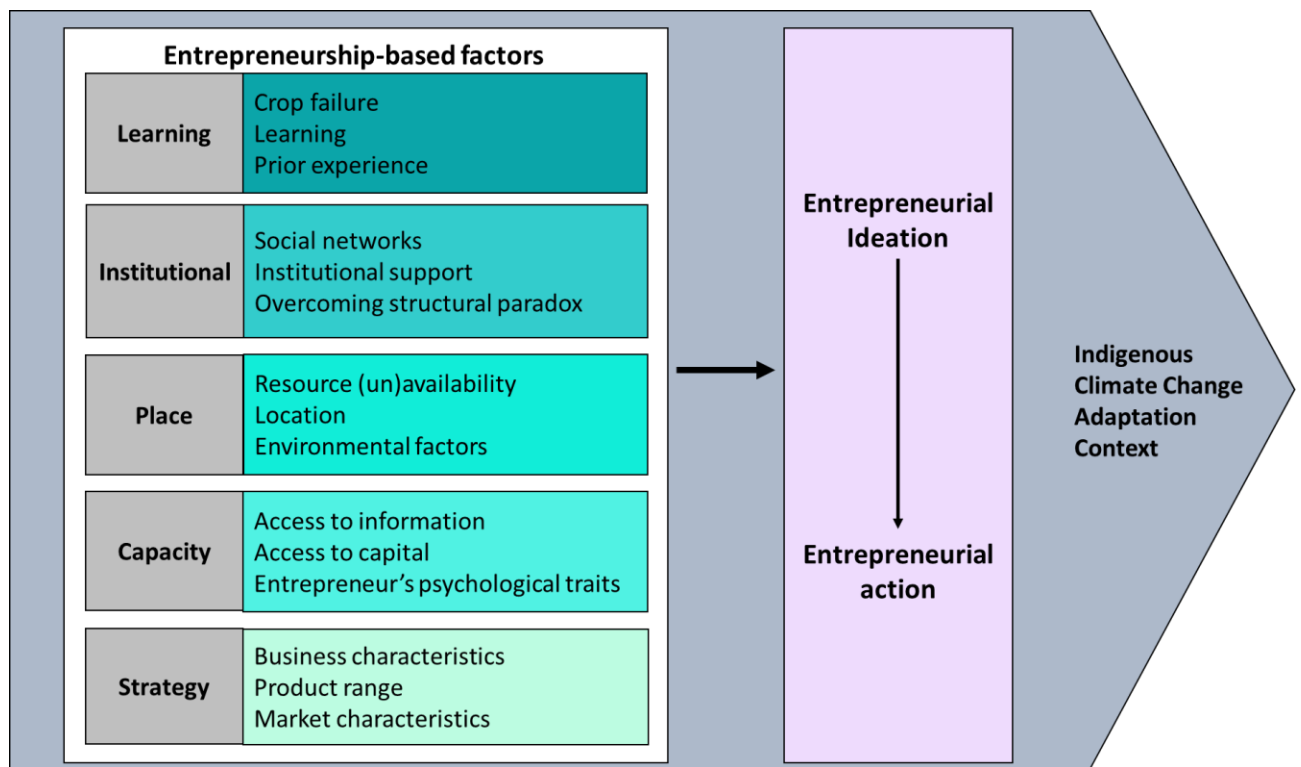 Entrepreneurship-based factors
Learning
Crop failure
Learning
Prior experience
Institutional
Social networks
Institutional support
Overcoming structural paradox
Place
Resource (un)availability
Location
Environmental factors
Capacity
Access to information
Access to capital
Entrepreneur's psychological traits
Strategy
Business characteristics
Product range
Market characteristics
Entrepreneurial
Ideation
Entrepreneurial
action
Indigenous
Climate Change
Adaptation
Context